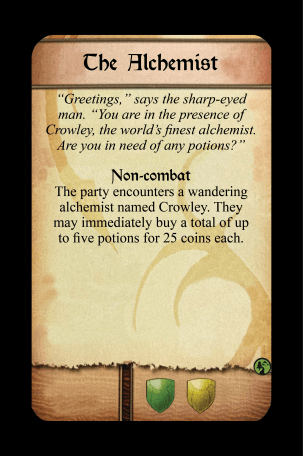 The Alchemist
“Greetings,” says the sharp-eyed
man. “You are in the presence of
Crowley, the world’s finest alchemist.
Are you in need of any potions?”
Non-combat
The party encounters a wandering
alchemist named Crowley. They
may immediately buy a total of up
to five potions for 25 coins each.